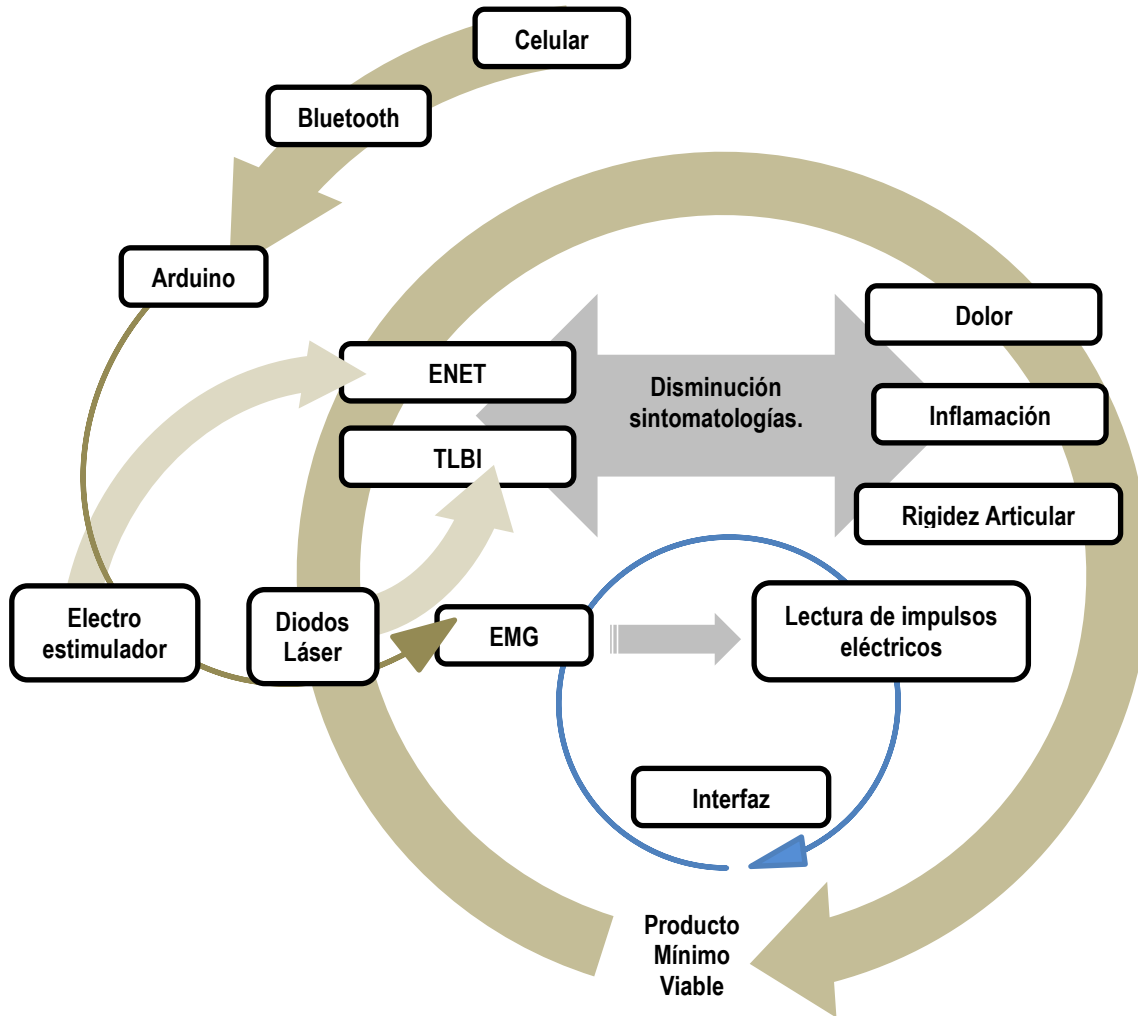 Celular
Bluetooth
Arduino
Dolor
ENET
Disminución
sintomatologías.
Inflamación
TLBI
Rigidez Articular
Electro
estimulador
Diodos
Láser
EMG
Lectura de impulsos
eléctricos
Interfaz
Producto
Mínimo
Viable